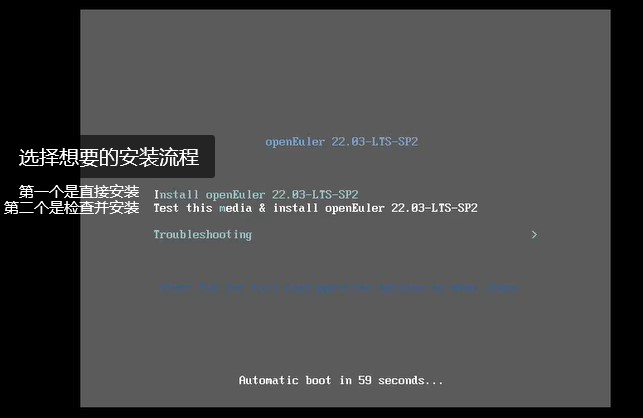 openEuler 22.03-LTS-SP2
选择想要的安装流程
第一个是直接安装
Install openEuler 22.03-LTS-SP2
第二个是检查并安装
Test this media & install openEuler 22.03-LTS-SP2
Troubleshooting >
Automatic boot in 59 seconds...